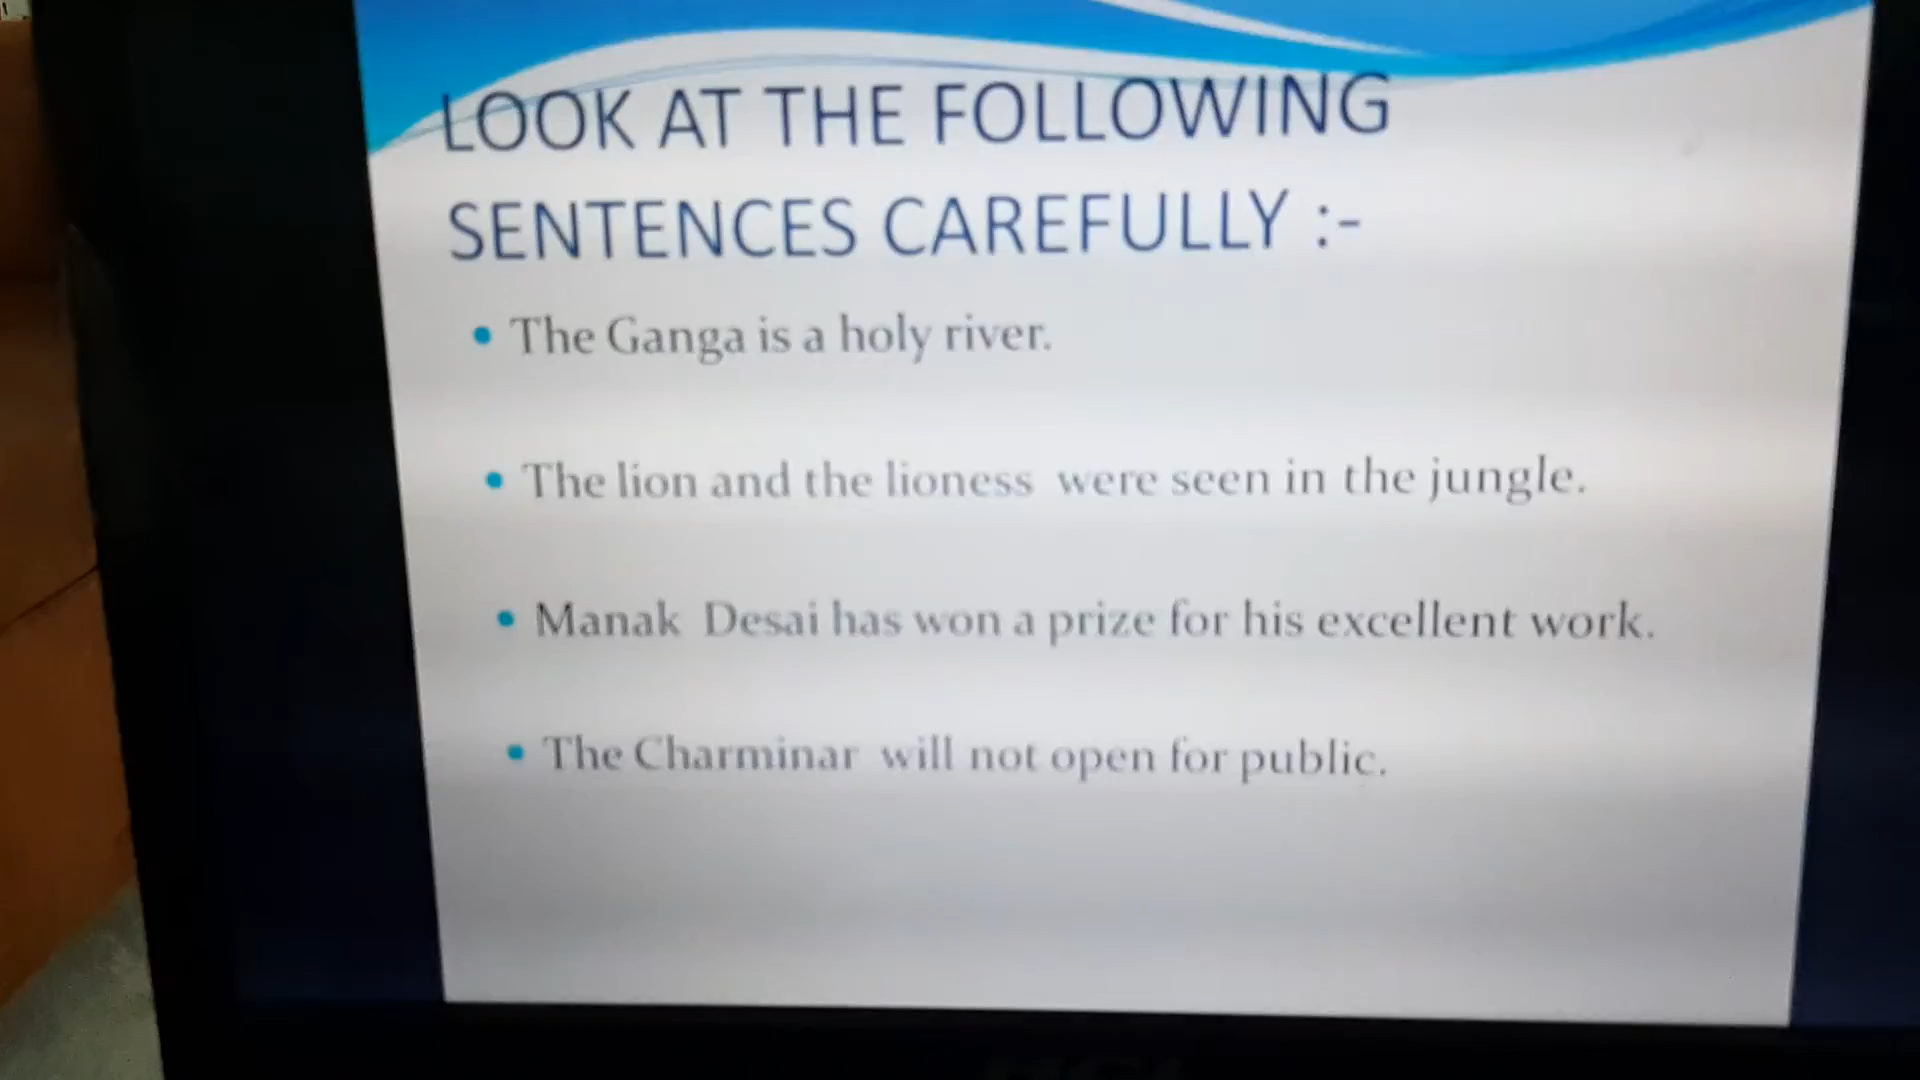 LOOK AT THE FOLLOWING
SENTENCES CAREFULLY :-
• The Ganga is a holy river.
• The lion and the lioness were seen in the jungle.
• Manak Desai has won a prize for his excellent work.
• The Charminar will not open for public.